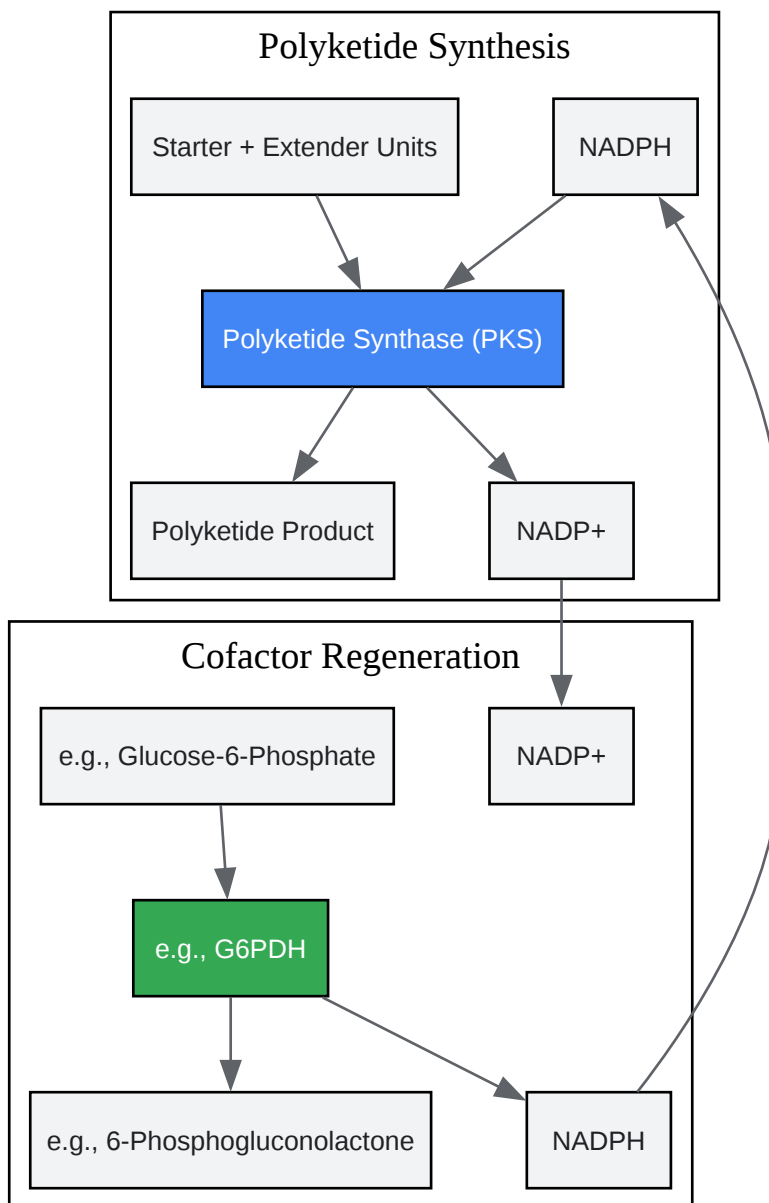 Polyketide Synthesis
Starter + Extender Units
NADPH
Polyketide Synthase (PKS)
Polyketide Product
NADP+
Cofactor Regeneration
e.g., Glucose-6-Phosphate
NADP+
e.g., G6PDH
e.g., 6-Phosphogluconolactone
NADPH